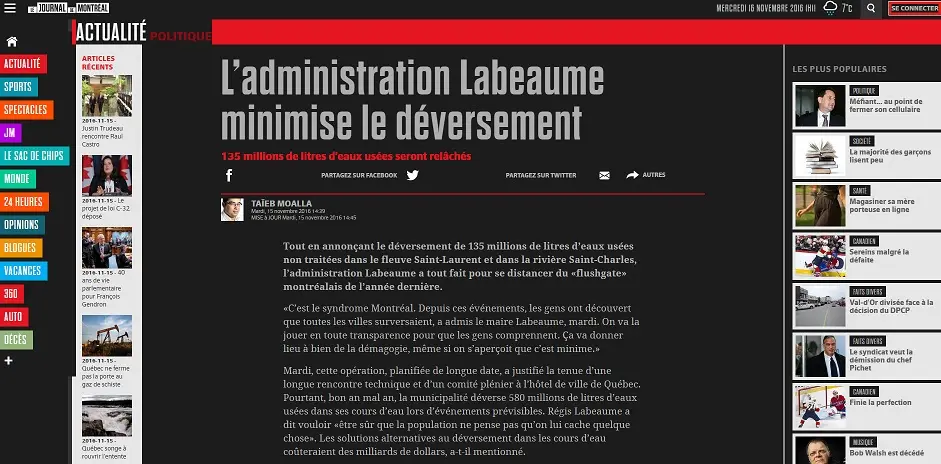 LE JOURNAL DE MONTRÉAL
MERCREDI 16 NOVEMBRE 2016 1H11
7°C
SE CONNECTER
ACTUALITÉ POLITIQUE
ACTUALITÉ
SPORTS
SPECTACLES
JM
LE SAC DE CHIPS
MONDE
24 HEURES
OPINIONS
BLOGUES
VACANCES
360
AUTO
DÉCÈS
+
ARTICLES
RÉCENTS
2016-11-15 -
Justin Trudeau
rencontre Raul
Castro
2016-11-15 - Le
projet de loi C-32
déposé
2016-11-15 - 40
ans de vie
parlementaire
pour François
Gendron
2016-11-15 -
Québec ne ferme
pas la porte au
gaz de schiste
2016-11-15 -
Québec songe à
rouvrir l'entente
L'administration Labeaume
minimise le déversement
135 millions de litres d'eaux usées seront relâchés
PARTAGEZ SUR FACEBOOK
PARTAGEZ SUR TWITTER
AUTRES
TAÏEB MOALLA
Mardi, 15 novembre 2016 14:39
MISE à JOUR Mardi, 15 novembre 2016 14:45
Tout en annonçant le déversement de 135 millions de litres d'eaux usées
non traitées dans le fleuve Saint-Laurent et dans la rivière Saint-Charles,
l'administration Labeaume a tout fait pour se distancer du «flushgate»
montréalais de l'année dernière.
«C'est le syndrome Montréal. Depuis ces événements, les gens ont découvert
que toutes les villes surversaient, a admis le maire Labeaume, mardi. On va la
jouer en toute transparence pour que les gens comprennent. Ça va donner
lieu à bien de la démagogie, même si on s'aperçoit que c'est minime.»
Mardi, cette opération, planifiée de longue date, a justifié la tenue d'une
longue rencontre technique et d'un comité plénier à l'hôtel de ville de Québec.
Pourtant, bon an mal an, la municipalité déverse 580 millions de litres d'eaux
usées dans ses cours d'eau lors d'événements prévisibles. Régis Labeaume a
dit vouloir «être sûr que la population ne pense pas qu'on lui cache quelque
chose». Les solutions alternatives au déversement dans les cours d'eau
coûteraient des milliards de dollars, a-t-il mentionné.
LES PLUS POPULAIRES
POLITIQUE
Méfiant... au point de
fermer son cellulaire
SOCIÉTÉ
La majorité des garçons
lisent peu
SANTÉ
Magasiner sa mère
porteuse en ligne
CANADIEN
Sereins malgré la
défaite
FAITS DIVERS
Val-d'Or divisée face à la
décision du DPCP
FAITS DIVERS
Le syndicat veut la
démission du chef
Pichet
CANADIEN
Finie la perfection
MUSIQUE
Bob Walsh est décédé